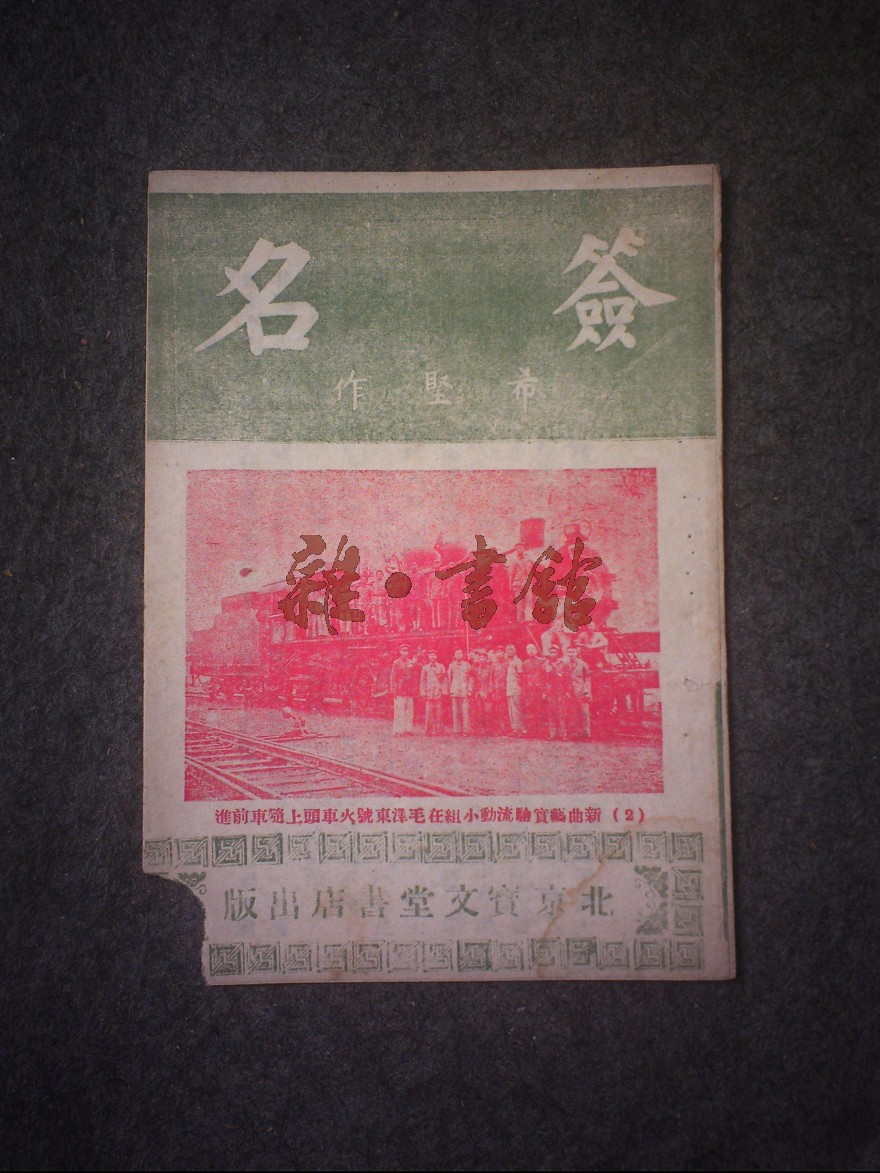 簽名
希堅作
雜·書館
(2)新曲藝實驗流動小組在毛澤東號火車頭上隨車前進
北京寶文堂書店出版